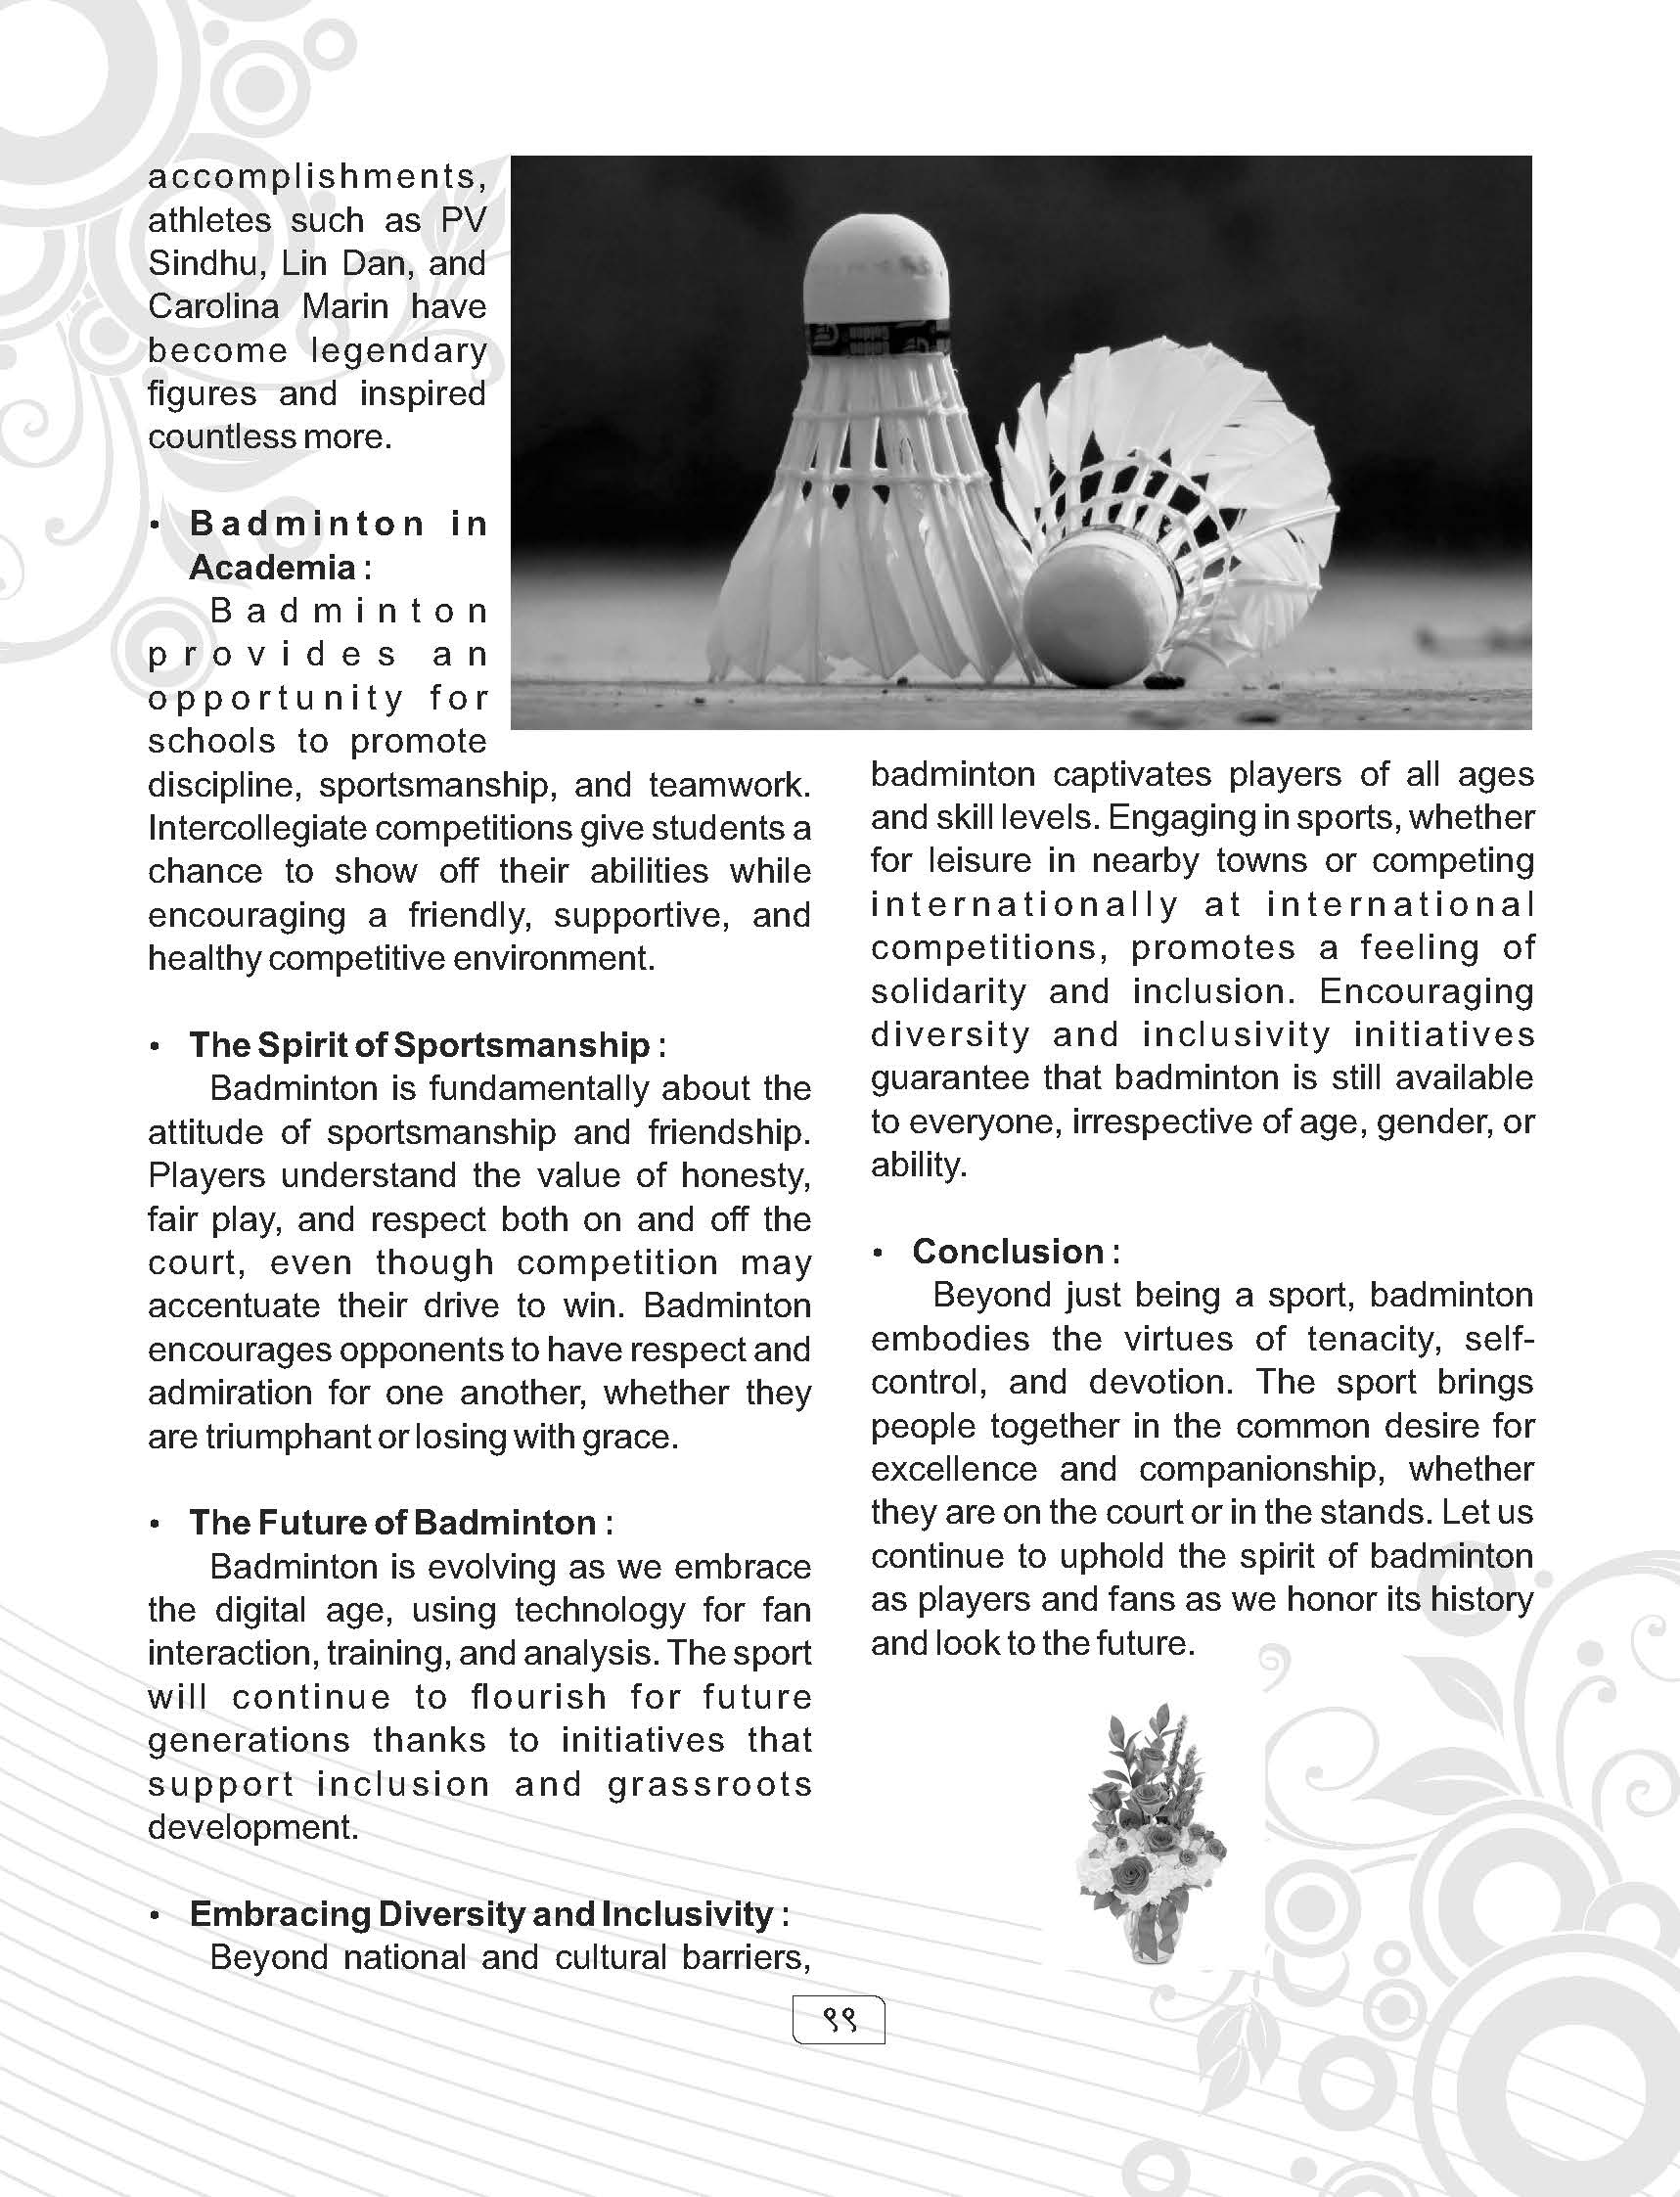 accomplishments,
athletes such as PV
Sindhu, Lin Dan, and
Carolina Marin have
become legendary
figures and inspired
countless more.
• Badminton in
Academia :
Badminton
provides an
opportunity for
schools to promote
discipline, sportsmanship, and teamwork.
Intercollegiate competitions give students a
chance to show off their abilities while
encouraging a friendly, supportive, and
healthy competitive environment.
• The Spirit of Sportsmanship :
Badminton is fundamentally about the
attitude of sportsmanship and friendship.
Players understand the value of honesty,
fair play, and respect both on and off the
court, even though competition may
accentuate their drive to win. Badminton
encourages opponents to have respect and
admiration for one another, whether they
are triumphant or losing with grace.
• The Future of Badminton :
Badminton is evolving as we embrace
the digital age, using technology for fan
interaction, training, and analysis. The sport
will continue to flourish for future
generations thanks to initiatives that
support inclusion and grassroots
development.
• Embracing Diversity and Inclusivity :
Beyond national and cultural barriers,
badminton captivates players of all ages
and skill levels. Engaging in sports, whether
for leisure in nearby towns or competing
internationally at international
competitions, promotes a feeling of
solidarity and inclusion. Encouraging
diversity and inclusivity initiatives
guarantee that badminton is still available
to everyone, irrespective of age, gender, or
ability.
• Conclusion :
Beyond just being a sport, badminton
embodies the virtues of tenacity, self-
control, and devotion. The sport brings
people together in the common desire for
excellence and companionship, whether
they are on the court or in the stands. Let us
continue to uphold the spirit of badminton
as players and fans as we honor its history
and look to the future.
९९